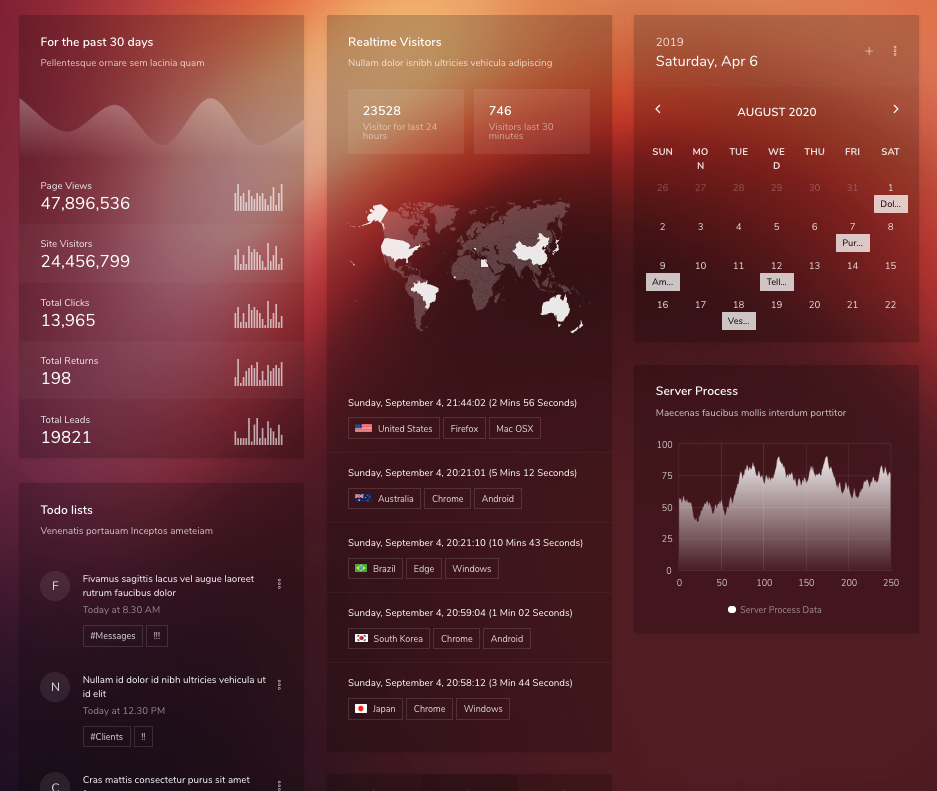 For the past 30 days
Pellentesque ornare sem lacinia quam
Page Views
47,896,536
Site Visitors
24,456,799
Total Clicks
13,965
Total Returns
198
Total Leads
19821
Todo lists
Venenatis portauam Inceptos ameteiam
F
Fivamus sagittis lacus vel augue laoreet
rutrum faucibus dolor
Today at 8.30 AM
#Messages !!!
N
Nullam id dolor id nibh ultricies vehicula ut
id elit
Today at 12.30 PM
#Clients !!
C
Cras mattis consectetur purus sit amet
Realtime Visitors
Nullam dolor isnibh ultricies vehicula adipiscing
23528
Visitor for last 24
hours
746
Visitors last 30
minutes
Sunday, September 4, 21:44:02 (2 Mins 56 Seconds)
United States Firefox Mac OSX
Sunday, September 4, 20:21:01 (5 Mins 12 Seconds)
Australia Chrome Android
Sunday, September 4, 20:21:10 (10 Mins 43 Seconds)
Brazil Edge Windows
Sunday, September 4, 20:59:04 (1 Min 02 Seconds)
South Korea Chrome Android
Sunday, September 4, 20:58:12 (3 Min 44 Seconds)
Japan Chrome Windows
2019
Saturday, Apr 6
+
AUGUST 2020
SUN MO TUE WE THU FRI SAT
N D
26 27 28 29 30 31 1
Dol...
2 3 4 5 6 7 8
Pur...
9 10 11 12 13 14 15
Am... Tell...
16 17 18 19 20 21 22
Ves...
Server Process
Maecenas faucibus mollis interdum porttitor
100
75
50
25
0
0 50 100 150 200 250
Server Process Data